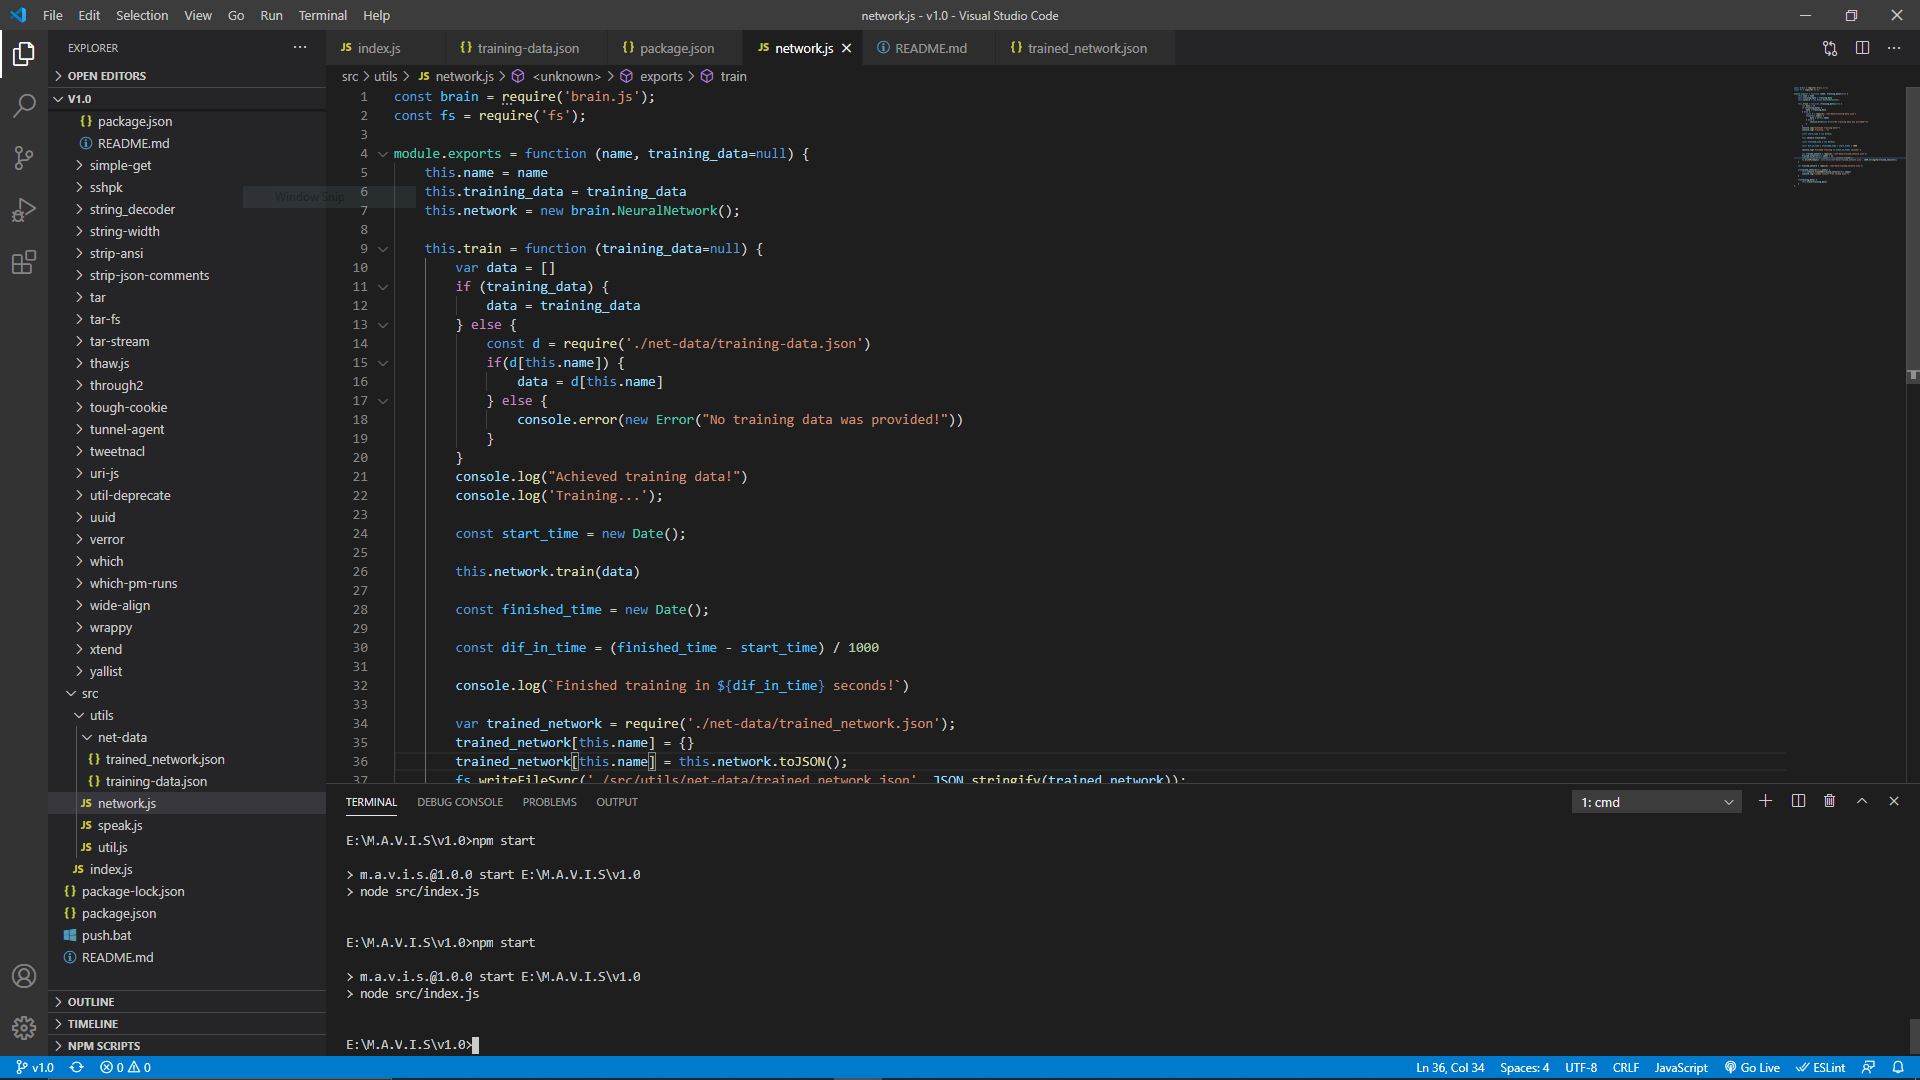 File Edit Selection View Go Run Terminal Help
network.js - v1.0 - Visual Studio Code
EXPLORER
OPEN EDITORS
V1.0
package.json
README.md
simple-get
sshpk
string_decoder
string-width
strip-ansi
strip-json-comments
tar
tar-fs
tar-stream
thaw.js
through2
tough-cookie
tunnel-agent
tweetnacl
uri-js
util-deprecate
uuid
verror
which
which-pm-runs
wide-align
wrappy
xtend
yallist
src
utils
net-data
trained_network.json
training-data.json
network.js
speak.js
util.js
index.js
package-lock.json
package.json
push.bat
README.md
OUTLINE
TIMELINE
NPM SCRIPTS
Window Snip
index.js training-data.json package.json network.js README.md trained_network.json
src > utils > JS network.js > <unknown> > exports > train
1 const brain = require('brain.js');
2 const fs = require('fs');
3
4 module.exports = function (name, training_data=null) {
5 this.name = name
6 this.training_data = training_data
7 this.network = new brain.NeuralNetwork();
8
9 this.train = function (training_data=null) {
10 var data = []
11 if (training_data) {
12 data = training_data
13 } else {
14 const d = require('./net-data/training-data.json')
15 if(d[this.name]) {
16 data = d[this.name]
17 } else {
18 console.error(new Error("No training data was provided!"))
19 }
20 }
21 console.log("Achieved training data!")
22 console.log('Training...');
23
24 const start_time = new Date();
25
26 this.network.train(data)
27
28 const finished_time = new Date();
29
30 const dif_in_time = (finished_time - start_time) / 1000
31
32 console.log(`Finished training in ${dif_in_time} seconds!`)
33
34 var trained_network = require('./net-data/trained_network.json');
35 trained_network[this.name] = {}
36 trained_network[this.name] = this.network.toJSON();
37 fs.writeFileSync('./src/utils/net-data/trained_network.json', JSON.stringify(trained_network));
TERMINAL DEBUG CONSOLE PROBLEMS OUTPUT
1: cmd
E:\M.A.V.I.S\v1.0>npm start
> m.a.v.i.s.@1.0.0 start E:\M.A.V.I.S\v1.0
> node src/index.js
E:\M.A.V.I.S\v1.0>npm start
> m.a.v.i.s.@1.0.0 start E:\M.A.V.I.S\v1.0
> node src/index.js
E:\M.A.V.I.S\v1.0>
v1.0 0 0 Ln 36, Col 34 Spaces: 4 UTF-8 CRLF JavaScript Go Live ESLint